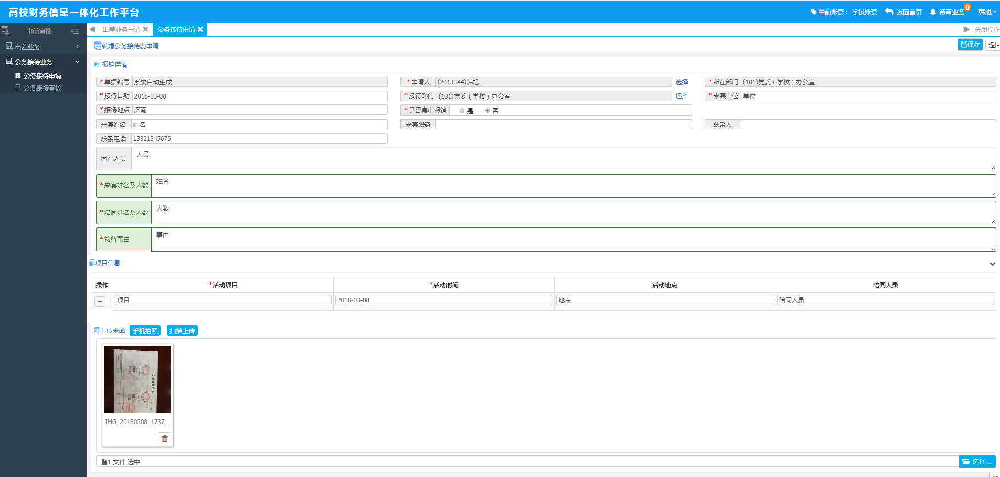 高校财务信息一体化工作平台
当前账套： 学校账套 返回首页 待审业务 0 韩旭
事前审批
出差业务
公务接待业务
公务接待申请
公务接待审核
出差业务申请 公务接待申请 关闭操作
编辑公务接待费申请 保存 返回
报销详情
*单据编号 系统自动生成 *申请人 (2013344)韩旭 选择 *所在部门 (101)党委（学校）办公室
*接待日期 2018-03-08 *接待部门 (101)党委（学校）办公室 选择 *来宾单位 单位
*接待地点 济南 *是否集中报销 是 否
来宾姓名 姓名 来宾职务 联系人
联系电话 13321345675
同行人员 人员
*来宾姓名及人数 姓名
*陪同姓名及人数 人数
*接待事由 事由
项目信息
操作 *活动项目 *活动时间 活动地点 陪同人员
+ 项目 2018-03-08 地点 陪同人员
上传来函 手机拍照 扫描上传
IMG_20180308_1737...
1 文件 选中 选择 ...